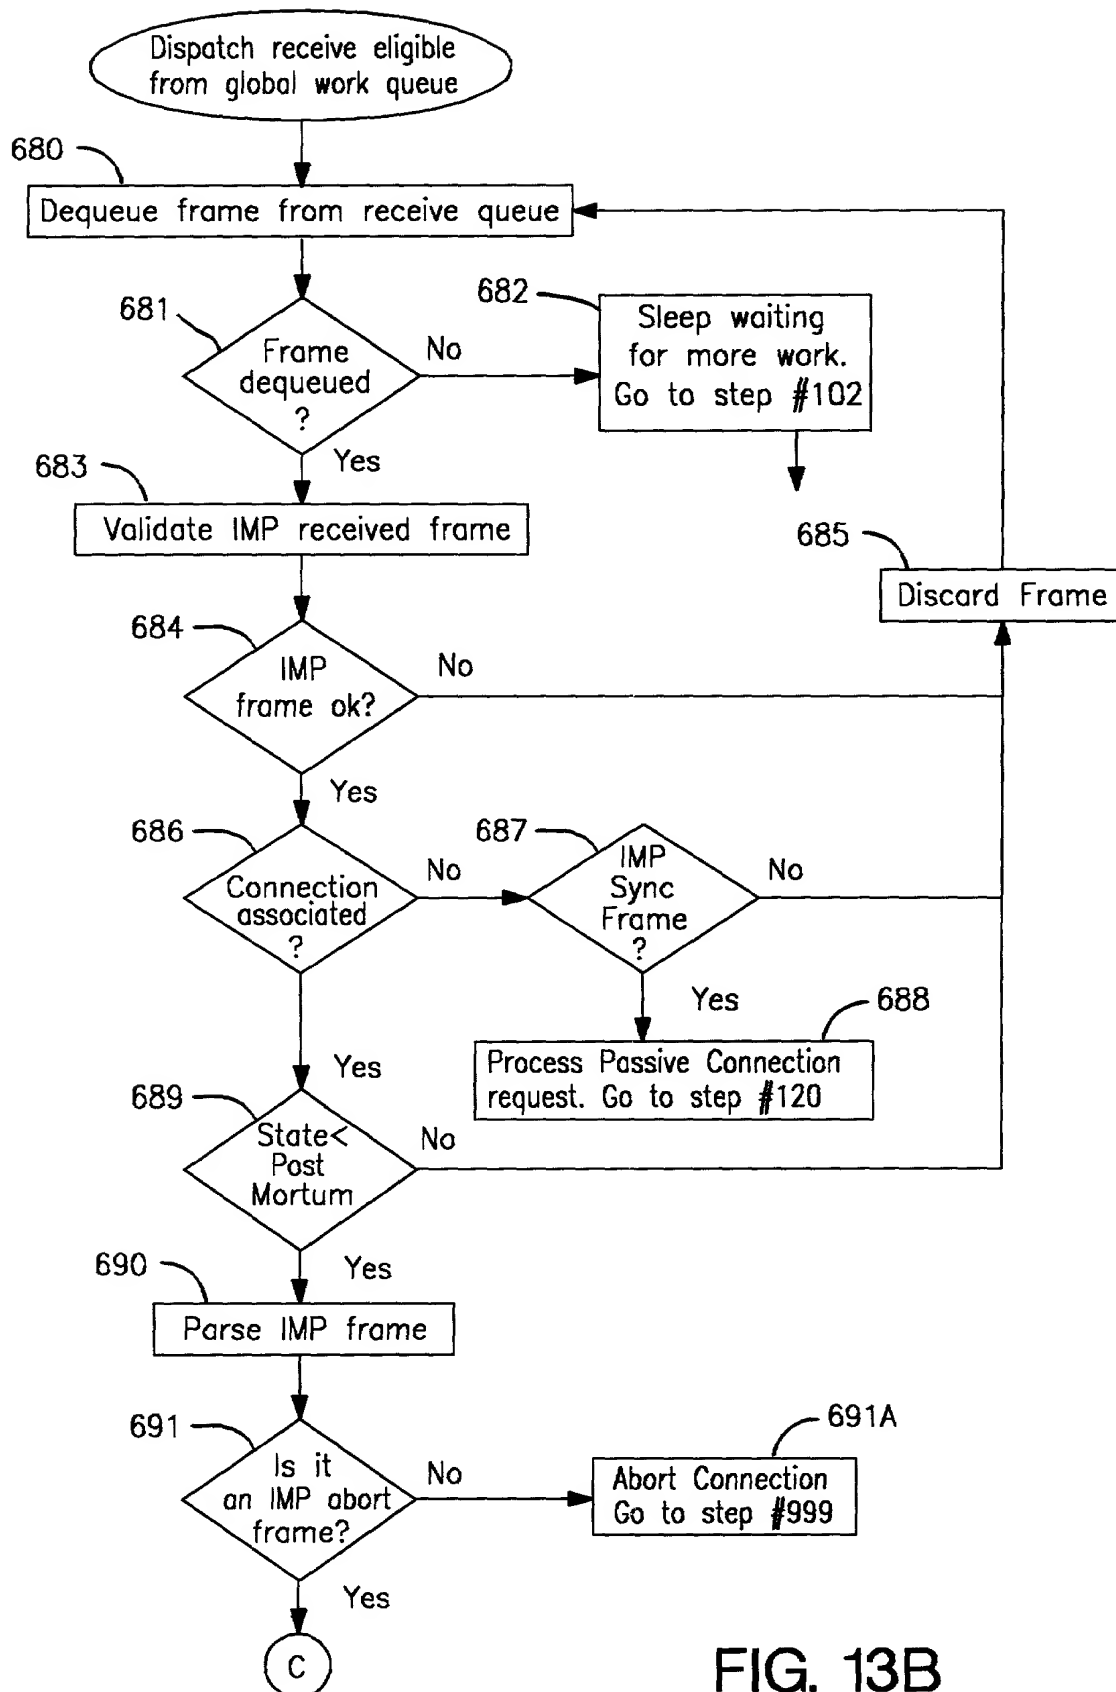 Dispatch receive eligible
from global work queue
680
Dequeue frame from receive queue
681
Frame
dequeued
?
No
682
Sleep waiting
for more work.
Go to step #102
Yes
683
Validate IMP received frame
685
Discard Frame
684
IMP
frame ok?
No
Yes
686
Connection
associated
?
No
687
IMP
Sync
Frame
?
No
Yes
688
Process Passive Connection
request. Go to step #120
Yes
689
State<
Post
Mortum
No
Yes
690
Parse IMP frame
691
Is it
an IMP abort
frame?
No
691A
Abort Connection
Go to step #999
Yes
C
FIG. 13B